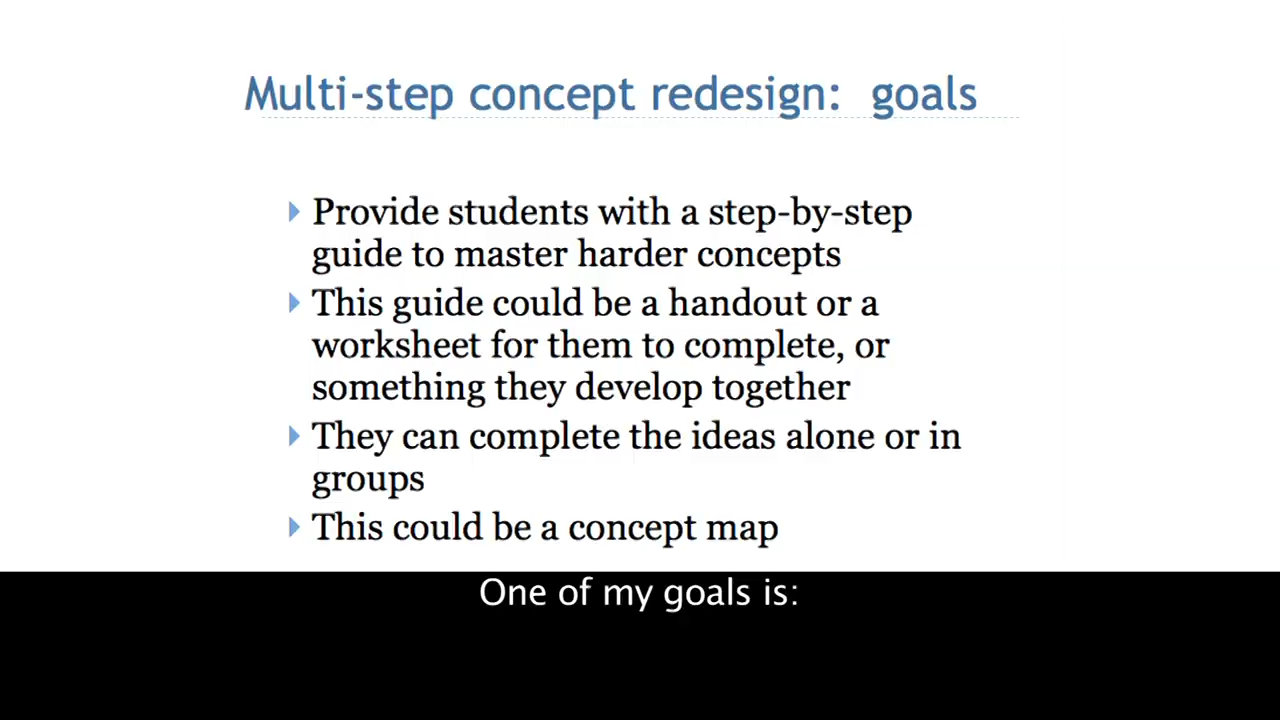 Multi-step concept redesign: goals
Provide students with a step-by-step
guide to master harder concepts
This guide could be a handout or a
worksheet for them to complete, or
something they develop together
They can complete the ideas alone or in
groups
This could be a concept map
One of my goals is: